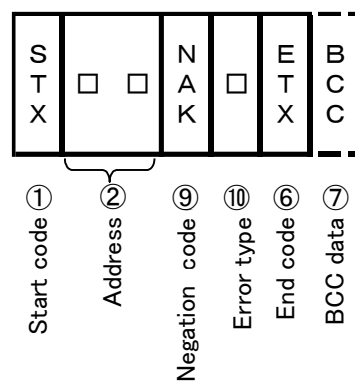 STX □ □ NAK □ ETX BCC
① ② ⑨ ⑩ ⑥ ⑦
Start code
Address
Negation code
Error type
End code
BCC data